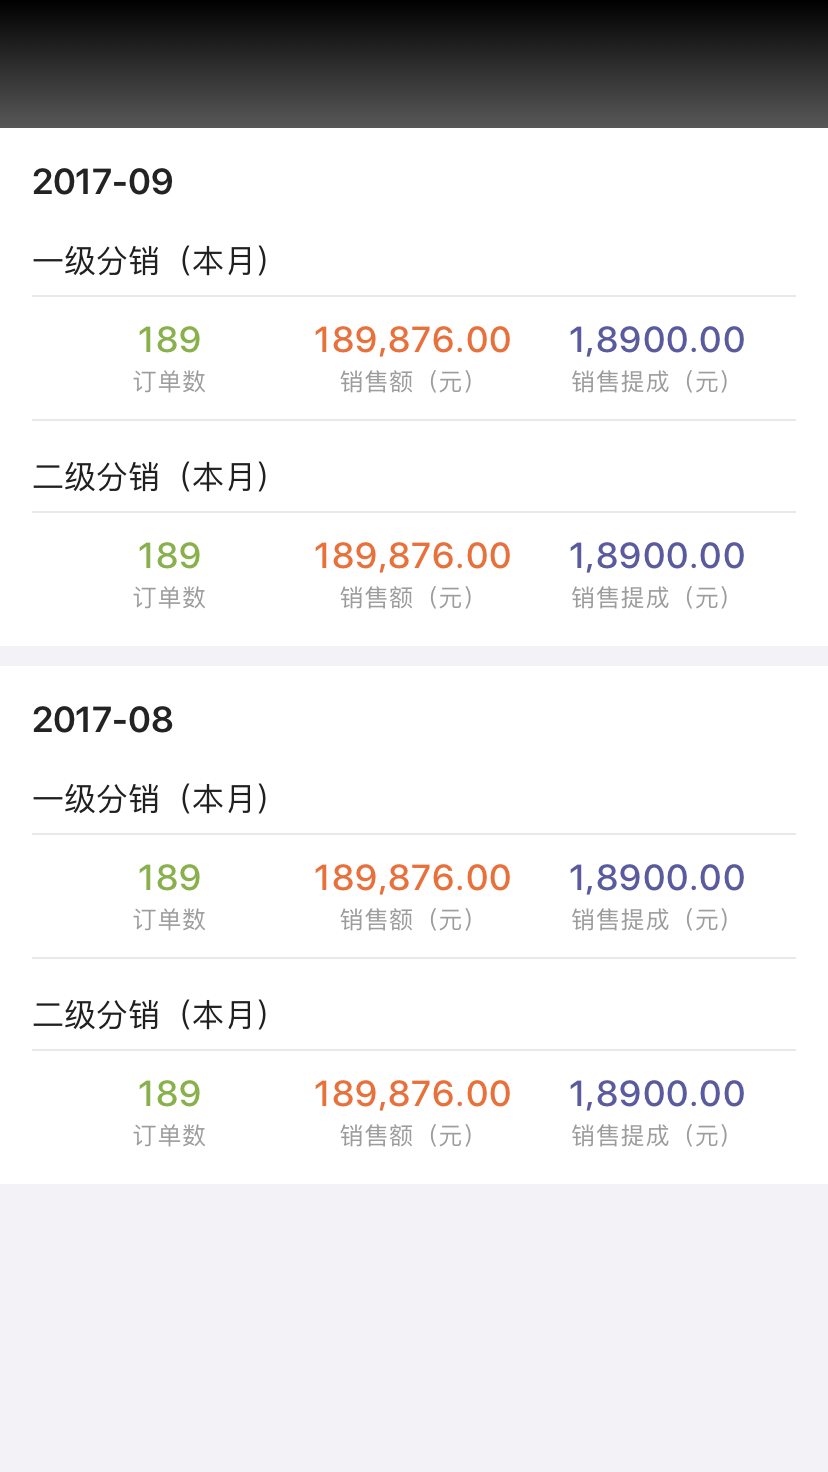 2017-09
一级分销（本月）
189 189,876.00 1,8900.00
订单数 销售额（元） 销售提成（元）
二级分销（本月）
189 189,876.00 1,8900.00
订单数 销售额（元） 销售提成（元）
2017-08
一级分销（本月）
189 189,876.00 1,8900.00
订单数 销售额（元） 销售提成（元）
二级分销（本月）
189 189,876.00 1,8900.00
订单数 销售额（元） 销售提成（元）